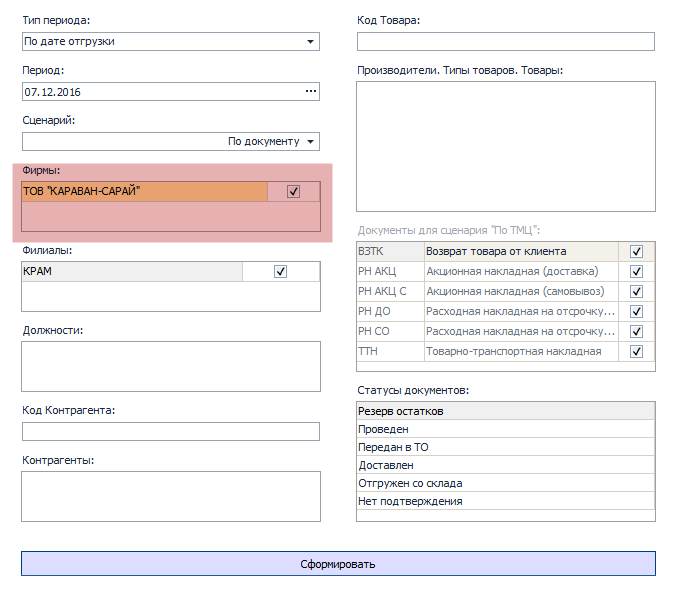 Тип периода:
По дате отгрузки
Период:
07.12.2016
Сценарий:
По документу
Фирмы:
ТОВ "КАРАВАН-САРАЙ"
Филиалы:
КРАМ
Должности:
Код Контрагента:
Контрагенты:
Код Товара:
Производители. Типы товаров. Товары:
Документы для сценария "По ТМЦ":
ВЗТК Возврат товара от клиента
РН АКЦ Акционная накладная (доставка)
РН АКЦ С Акционная накладная (самовывоз)
РН ДО Расходная накладная на отсрочку...
РН СО Расходная накладная на отсрочку...
ТТН Товарно-транспортная накладная
Статусы документов:
Резерв остатков
Проведен
Передан в ТО
Доставлен
Отгружен со склада
Нет подтверждения
Сформировать